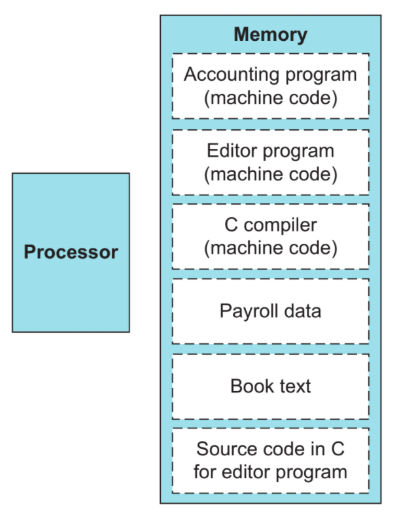 Memory
Accounting program
(machine code)
Editor program
(machine code)
C compiler
(machine code)
Processor
Payroll data
Book text
Source code in C
for editor program